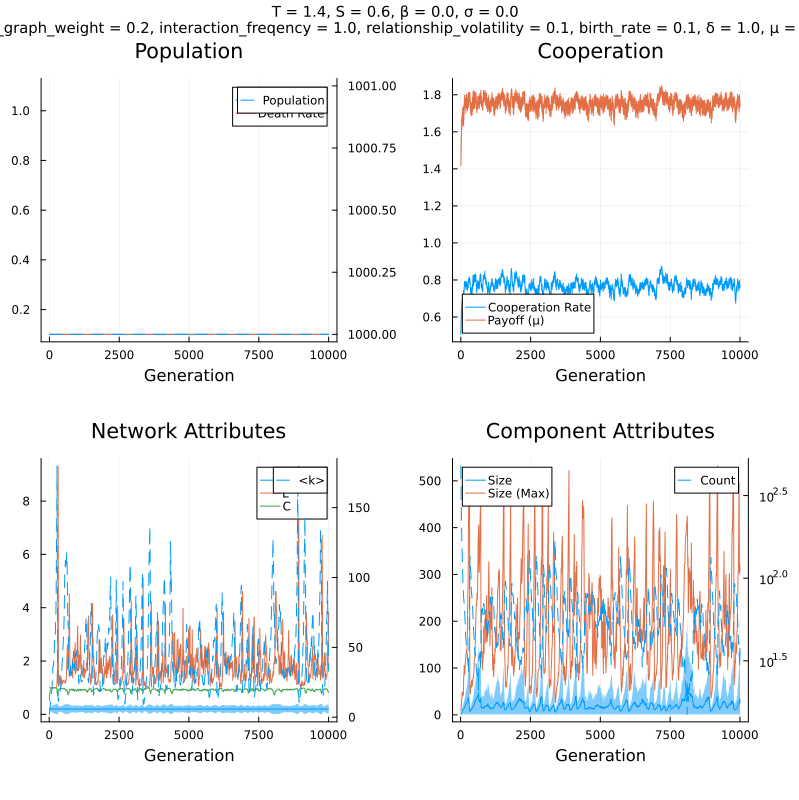 T = 1.4, S = 0.6, β = 0.0, σ = 0.0
_graph_weight = 0.2, interaction_freqency = 1.0, relationship_volatility = 0.1, birth_rate = 0.1, δ = 1.0, μ =
Population
1.0
0.8
0.6
0.4
0.2
1001.00
1000.75
1000.50
1000.25
1000.00
Population
Death Rate
0
2500
5000
7500
10000
Generation
Cooperation
1.8
1.6
1.4
1.2
1.0
0.8
0.6
Cooperation Rate
Payoff (μ)
0
2500
5000
7500
10000
Generation
Network Attributes
8
6
4
2
0
150
100
50
0
<k>
C
0
2500
5000
7500
10000
Generation
Component Attributes
500
400
300
200
100
0
Size
Size (Max)
Count
10^2.5
10^2.0
10^1.5
0
2500
5000
7500
10000
Generation